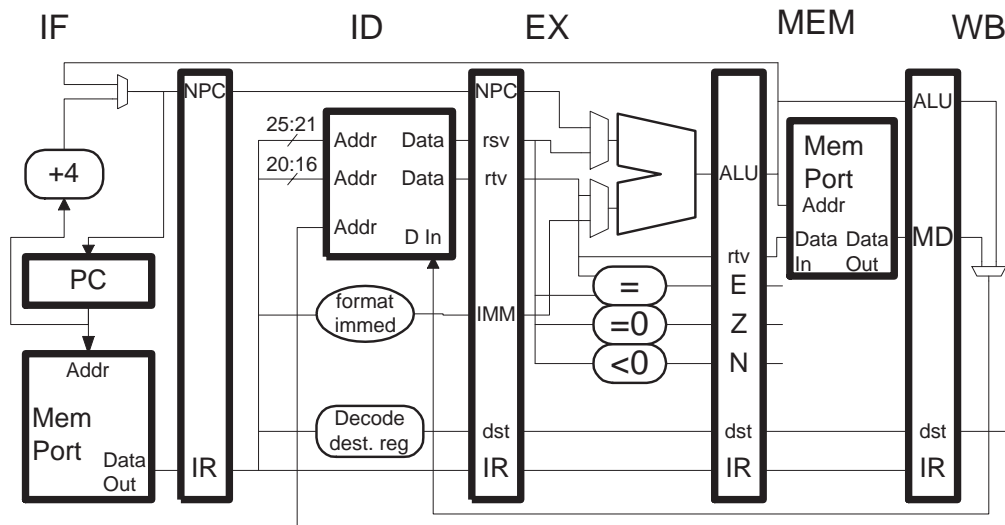 IF
ID
EX
MEM
WB
NPC
25:21
20:16
Addr
Data
Addr
Data
Addr
D In
NPC
rsv
rtv
ALU
Mem
Port
Addr
Data
In
Data
Out
ALU
MD
+4
PC
Addr
Mem
Port
Data
Out
IR
format
immed
IMM
Decode
dest. reg
dst
IR
=
=0
<0
rtv
E
Z
N
dst
IR
dst
IR